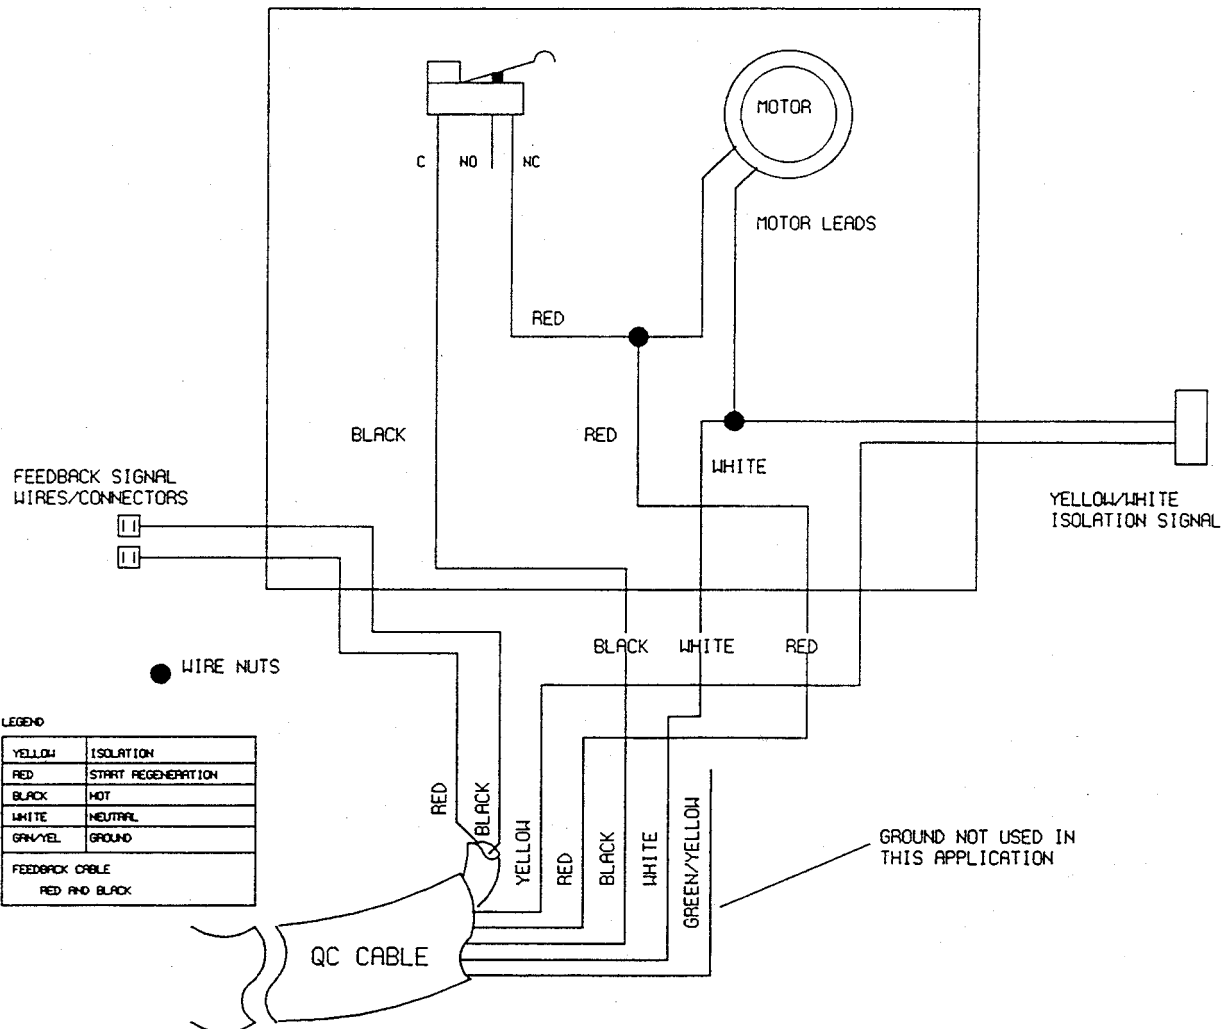 MOTOR
C NO NC
MOTOR LEADS
RED
BLACK
RED
WHITE
FEEDBACK SIGNAL
WIRES/CONNECTORS
YELLOW/WHITE
ISOLATION SIGNAL
BLACK WHITE RED
WIRE NUTS
LEGEND
YELLOW ISOLATION
RED START REGENERATION
BLACK HOT
WHITE NEUTRAL
GRN/YEL GROUND
FEEDBACK CABLE
RED AND BLACK
RED
BLACK
YELLOW
RED
BLACK
WHITE
GREEN/YELLOW
GROUND NOT USED IN
THIS APPLICATION
QC CABLE